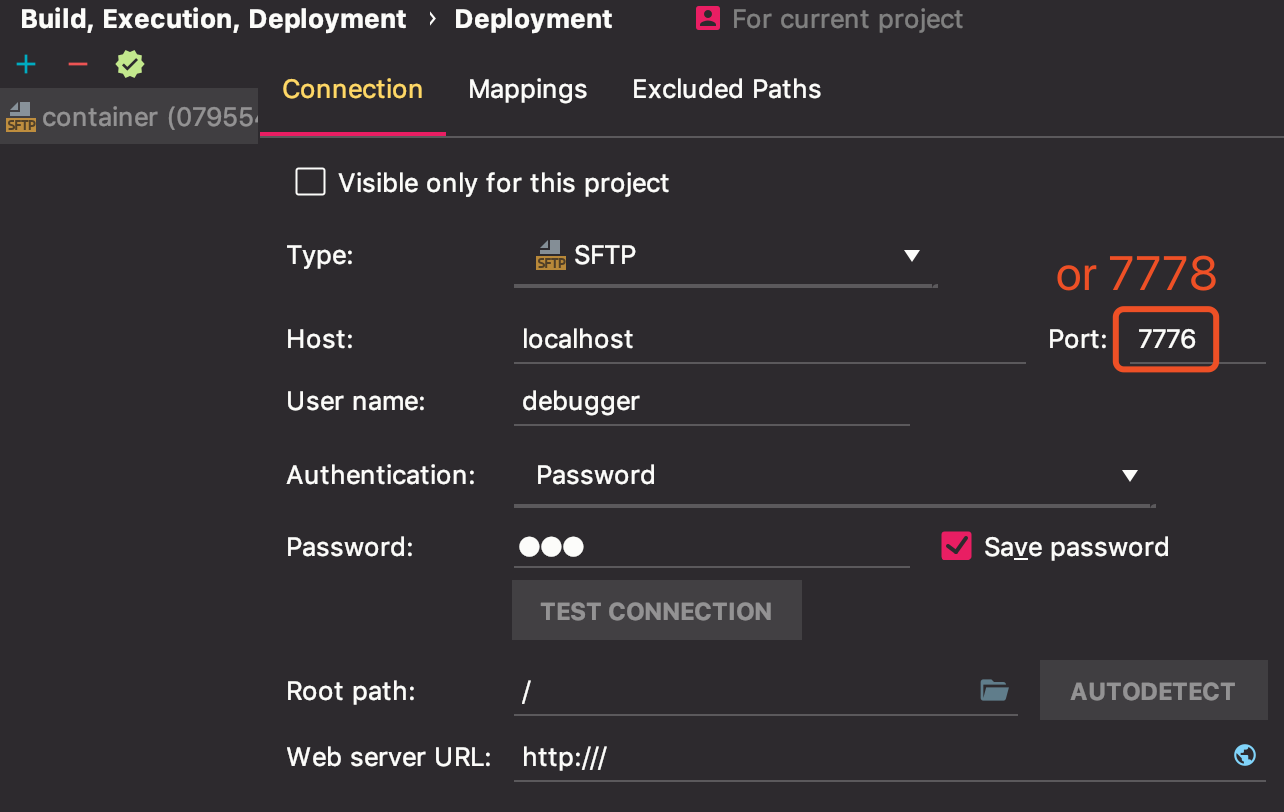 Build, Execution, Deployment › Deployment For current project
Connection Mappings Excluded Paths
SFTP container (079554
Visible only for this project
Type: SFTP SFTP
or 7778
Host: localhost Port: 7776
User name: debugger
Authentication: Password
Password: Save password
TEST CONNECTION
Root path: / AUTODETECT
Web server URL: http:///